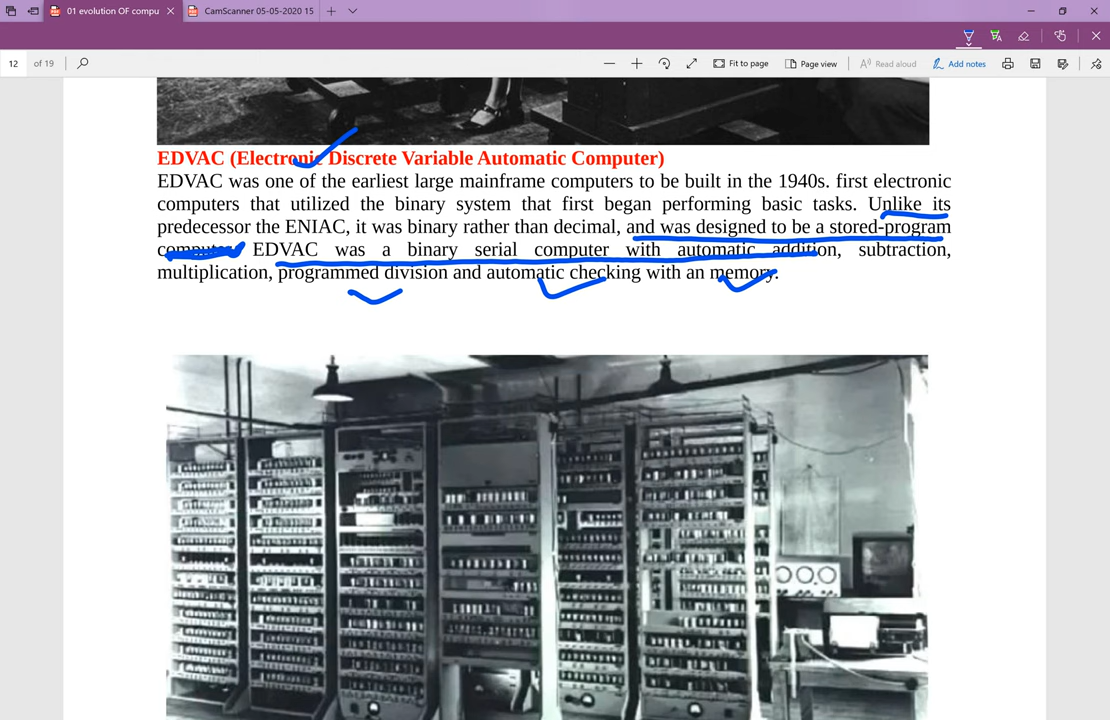 01 evolution OF compu
CamScanner 05-05-2020 15
12 of 19
Fit to page
Page view
Read aloud
Add notes
EDVAC (Electronic Discrete Variable Automatic Computer)
EDVAC was one of the earliest large mainframe computers to be built in the 1940s. first electronic
computers that utilized the binary system that first began performing basic tasks. Unlike its
predecessor the ENIAC, it was binary rather than decimal, and was designed to be a stored-program
EDVAC was a binary serial computer with automatic addition, subtraction,
multiplication, programmed division and automatic checking with an memory.